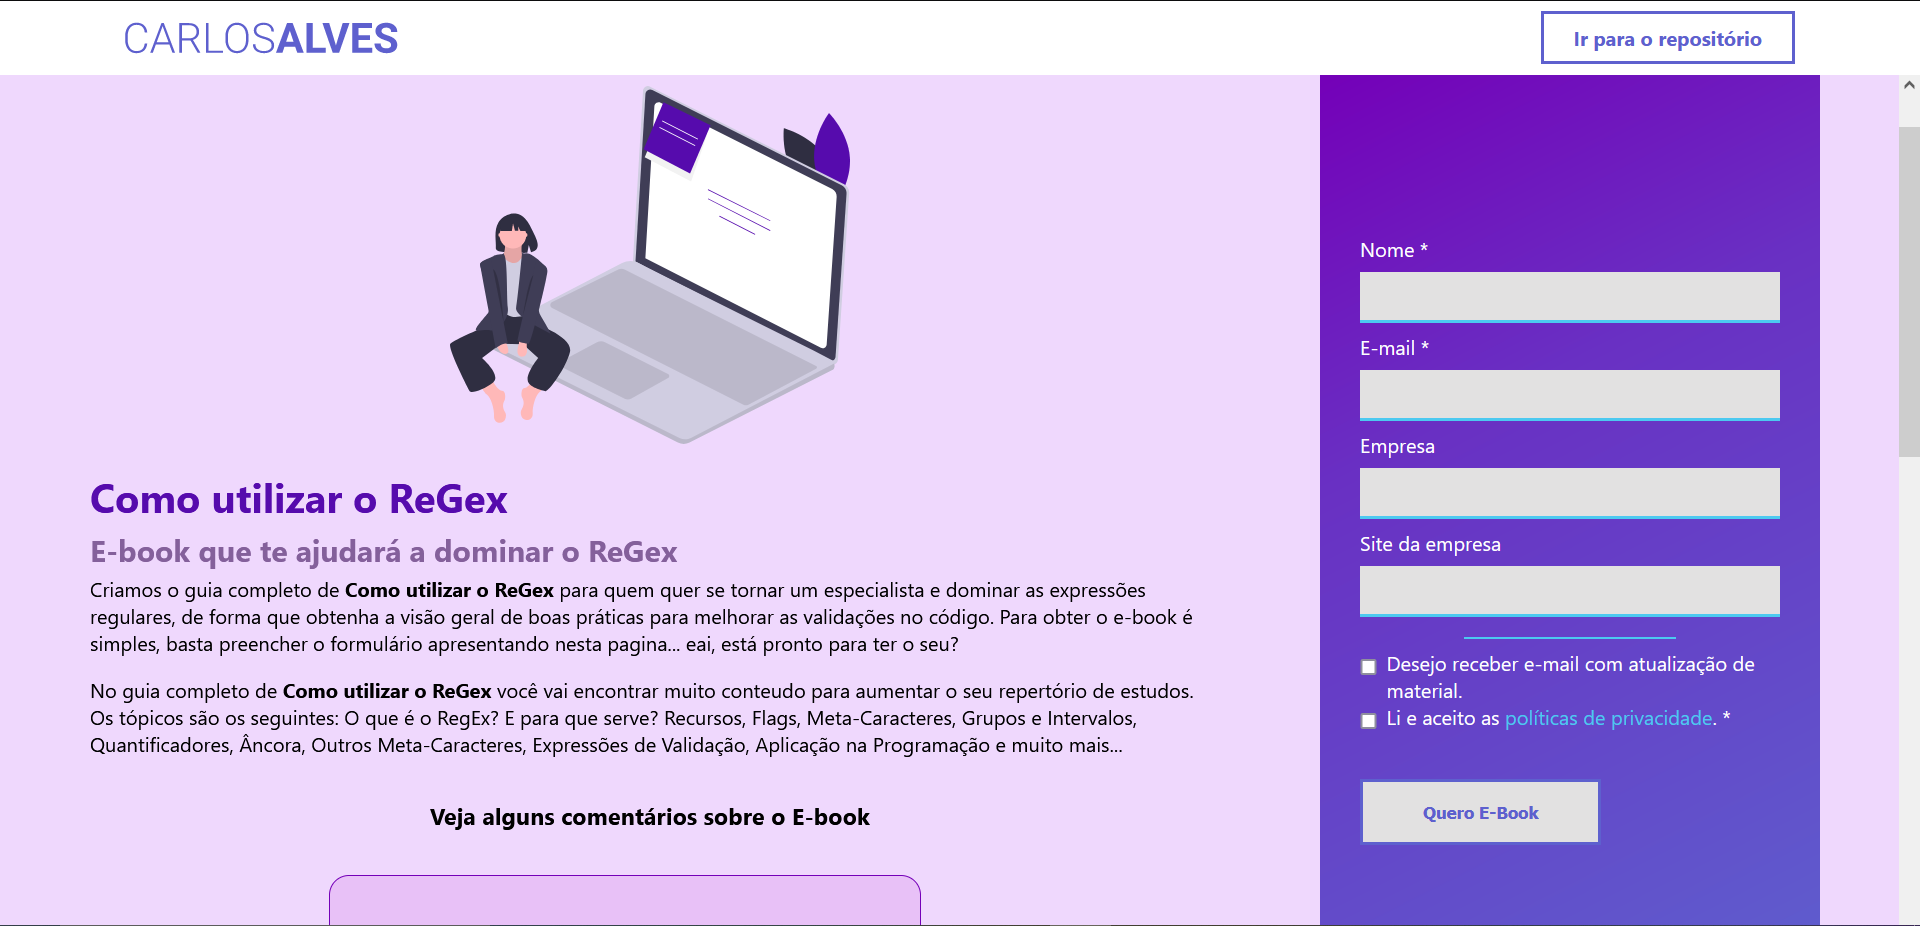 CARLOSALVES
Ir para o repositório
Como utilizar o ReGex
E-book que te ajudará a dominar o ReGex
Criamos o guia completo de Como utilizar o ReGex para quem quer se tornar um especialista e dominar as expressões
regulares, de forma que obtenha a visão geral de boas práticas para melhorar as validações no código. Para obter o e-book é
simples, basta preencher o formulário apresentando nesta pagina... eai, está pronto para ter o seu?
No guia completo de Como utilizar o ReGex você vai encontrar muito conteudo para aumentar o seu repertório de estudos.
Os tópicos são os seguintes: O que é o RegEx? E para que serve? Recursos, Flags, Meta-Caracteres, Grupos e Intervalos,
Quantificadores, Âncora, Outros Meta-Caracteres, Expressões de Validação, Aplicação na Programação e muito mais...
Veja alguns comentários sobre o E-book
Nome *
E-mail *
Empresa
Site da empresa
Desejo receber e-mail com atualização de
material.
Li e aceito as políticas de privacidade. *
Quero E-Book